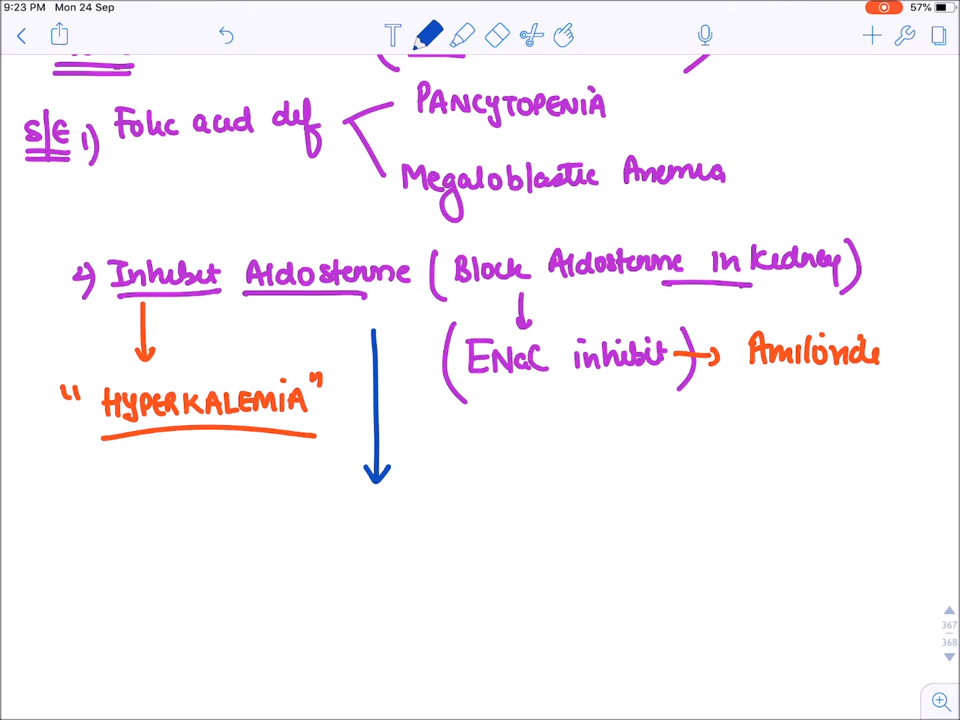 9:23 PM Mon 24 Sep 57%
S/E 1) Folic acid def
PANCYTOPENIA
Megaloblastic Anemia
2) Inhibit Aldosterone (Block Aldosterone in Kedney)
(ENaC inhibit) → Amiloride
"HYPERKALEMIA"
367
368